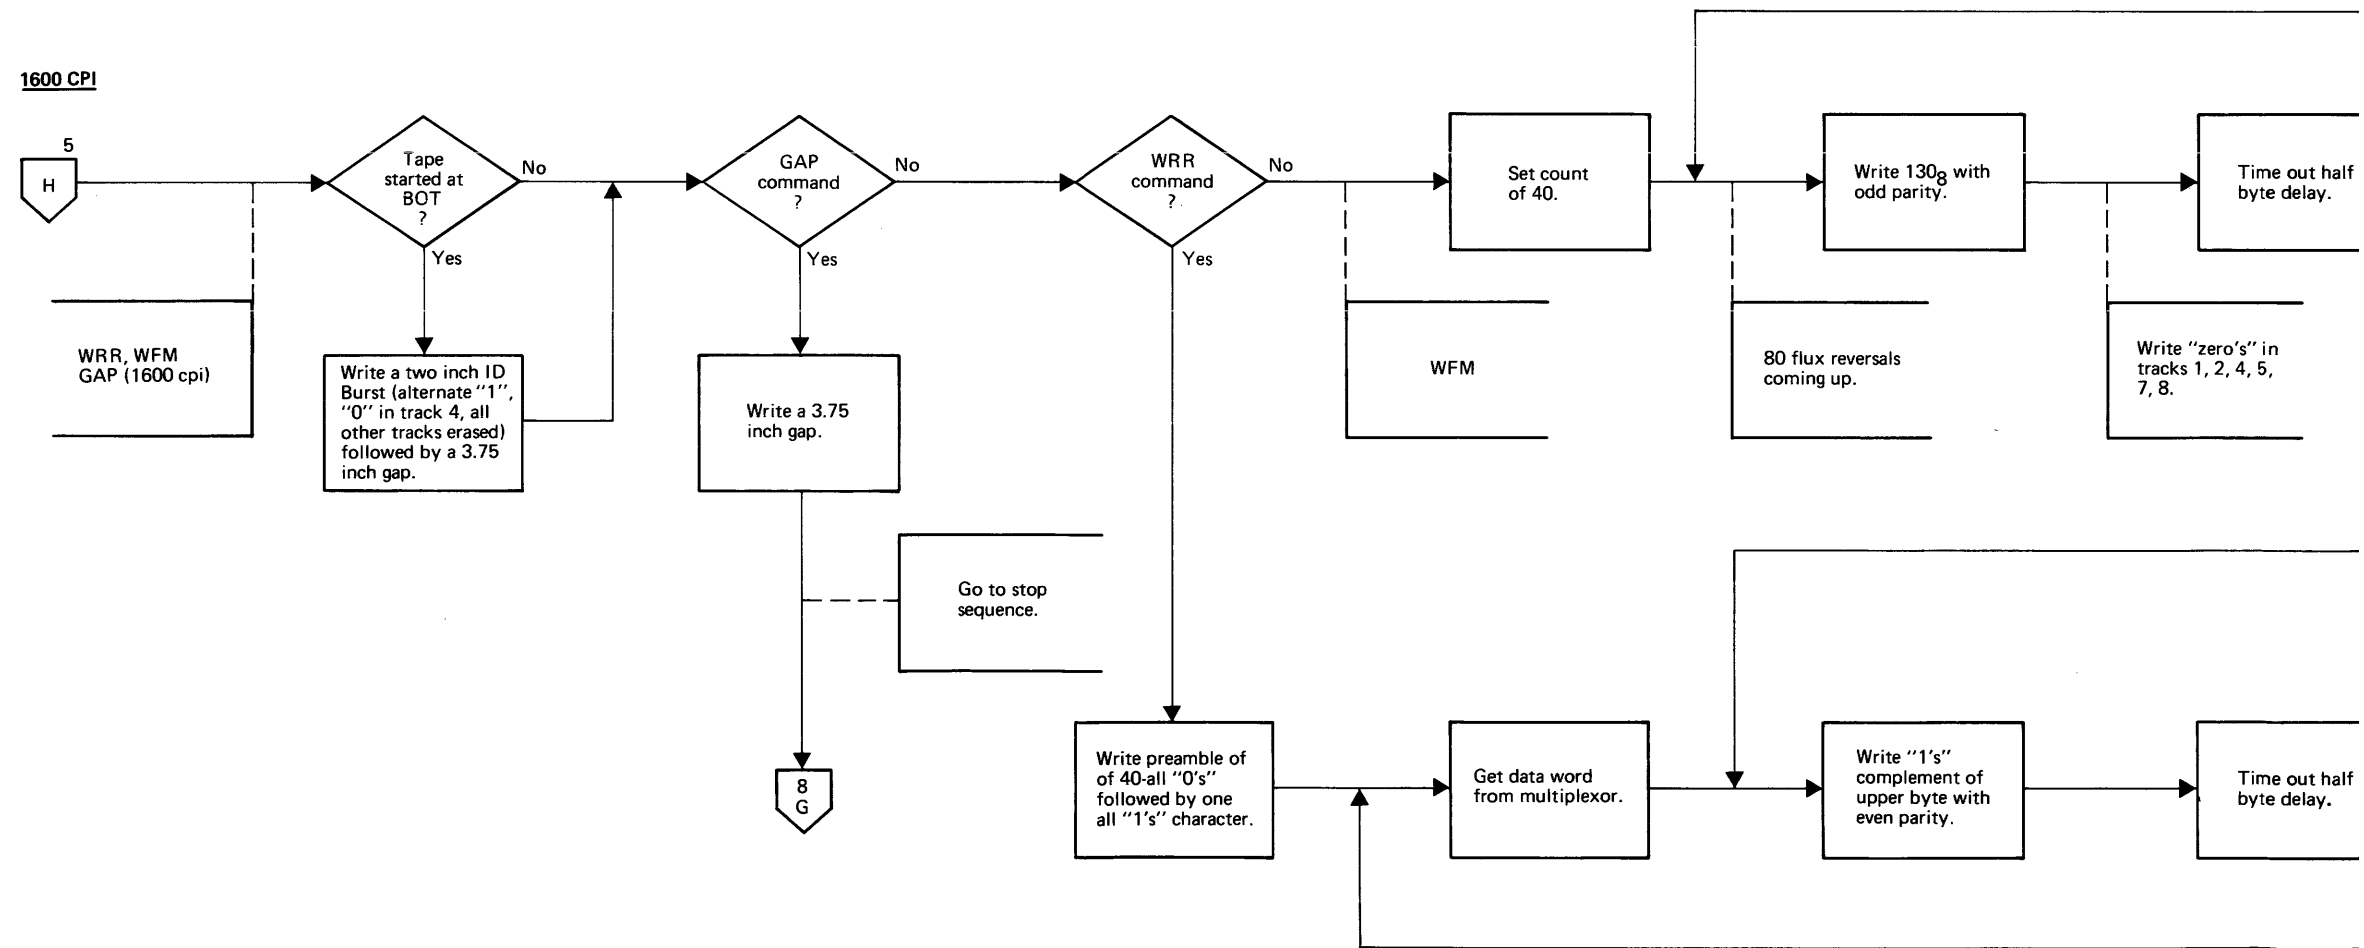 1600 CPI
5
H
Tape
started at
BOT
?
No
Yes
GAP
command
?
No
Yes
WRR
command
?
No
Yes
Set count
of 40.
Write 130₈ with
odd parity.
Time out half
byte delay.
WRR, WFM
GAP (1600 cpi)
Write a two inch ID
Burst (alternate "1",
"0" in track 4, all
other tracks erased)
followed by a 3.75
inch gap.
Write a 3.75
inch gap.
WFM
80 flux reversals
coming up.
Write "zero's" in
tracks 1, 2, 4, 5,
7, 8.
Go to stop
sequence.
8
G
Write preamble of
of 40-all "0's"
followed by one
all "1's" character.
Get data word
from multiplexor.
Write "1's"
complement of
upper byte with
even parity.
Time out half
byte delay.